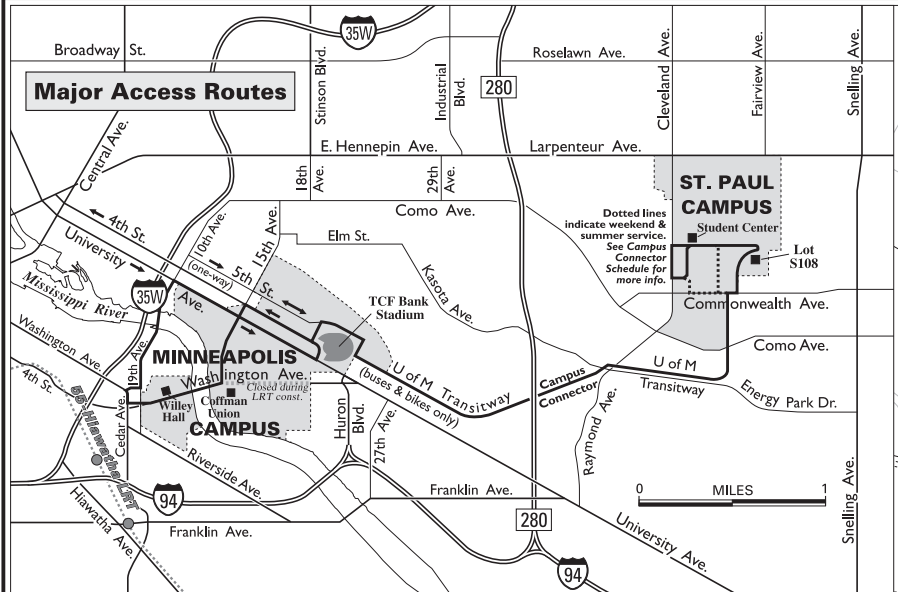 35W
Broadway St.
Major Access Routes
Stinson Blvd.
Industrial
Blvd.
280
Roselawn Ave.
Cleveland Ave.
Fairview Ave.
Snelling Ave.
Central Ave.
E. Hennepin Ave.
Larpenteur Ave.
18th
Ave.
29th
Ave.
Como Ave.
ST. PAUL
CAMPUS
Dotted lines
indicate weekend &
summer service.
See Campus
Connector
Schedule for
more info.
Student Center
Lot
S108
Commonwealth Ave.
Como Ave.
4th St.
University
Ave.
10th Ave.
(one-way)
5th
St.
15th Ave.
Elm St.
Kasota Ave.
Mississippi River
35W
TCF Bank
Stadium
Washington Ave.
4th St.
19th Ave.
MINNEAPOLIS
Washington Ave.
Closed during
LRT const.
Willey
Hall
Coffman
Union
CAMPUS
U of M Transitway
(buses & bikes only)
Campus
Connector
U of M
Transitway
Energy Park Dr.
Cedar Ave.
55-Hiawatha LRT
Riverside Ave.
Huron
Blvd.
27th Ave.
Raymond Ave.
94
Franklin Ave.
0 MILES 1
Hiawatha Ave.
Franklin Ave.
280
University Ave.
Snelling Ave.
94